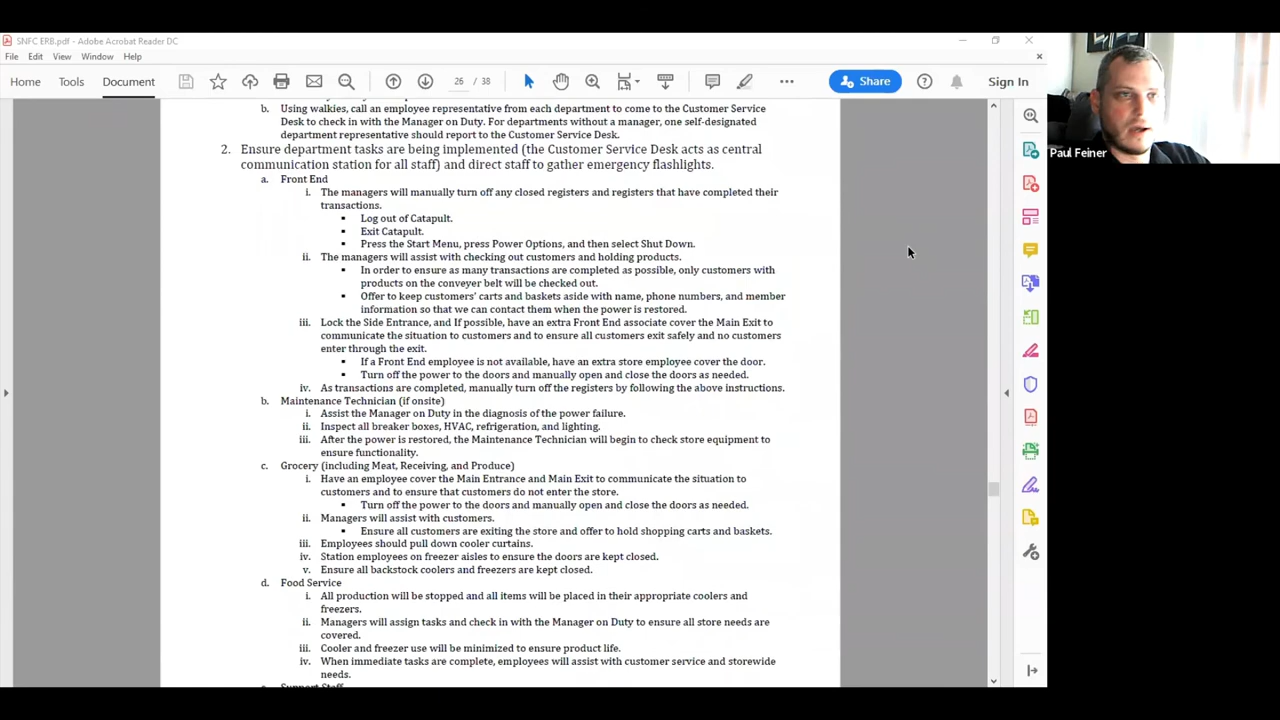 SNFC ERB.pdf - Adobe Acrobat Reader DC
File Edit View Window Help
Home Tools Document 26 / 38 Share Sign In
b. Using walkies, call an employee representative from each department to come to the Customer Service
Desk to check in with the Manager on Duty. For departments without a manager, one self-designated
department representative should report to the Customer Service Desk.
2. Ensure department tasks are being implemented (the Customer Service Desk acts as central
communication station for all staff) and direct staff to gather emergency flashlights.
a. Front End
i. The managers will manually turn off any closed registers and registers that have completed their
transactions.
▪ Log out of Catapult.
▪ Exit Catapult.
▪ Press the Start Menu, press Power Options, and then select Shut Down.
ii. The managers will assist with checking out customers and holding products.
▪ In order to ensure as many transactions are completed as possible, only customers with
products on the conveyer belt will be checked out.
▪ Offer to keep customers' carts and baskets aside with name, phone numbers, and member
information so that we can contact them when the power is restored.
iii. Lock the Side Entrance, and If possible, have an extra Front End associate cover the Main Exit to
communicate the situation to customers and to ensure all customers exit safely and no customers
enter through the exit.
▪ If a Front End employee is not available, have an extra store employee cover the door.
▪ Turn off the power to the doors and manually open and close the doors as needed.
iv. As transactions are completed, manually turn off the registers by following the above instructions.
b. Maintenance Technician (if onsite)
i. Assist the Manager on Duty in the diagnosis of the power failure.
ii. Inspect all breaker boxes, HVAC, refrigeration, and lighting.
iii. After the power is restored, the Maintenance Technician will begin to check store equipment to
ensure functionality.
c. Grocery (including Meat, Receiving, and Produce)
i. Have an employee cover the Main Entrance and Main Exit to communicate the situation to
customers and to ensure that customers do not enter the store.
▪ Turn off the power to the doors and manually open and close the doors as needed.
ii. Managers will assist with customers.
▪ Ensure all customers are exiting the store and offer to hold shopping carts and baskets.
iii. Employees should pull down cooler curtains.
iv. Station employees on freezer aisles to ensure the doors are kept closed.
v. Ensure all backstock coolers and freezers are kept closed.
d. Food Service
i. All production will be stopped and all items will be placed in their appropriate coolers and
freezers.
ii. Managers will assign tasks and check in with the Manager on Duty to ensure all store needs are
covered.
iii. Cooler and freezer use will be minimized to ensure product life.
iv. When immediate tasks are complete, employees will assist with customer service and storewide
needs.
Paul Feiner